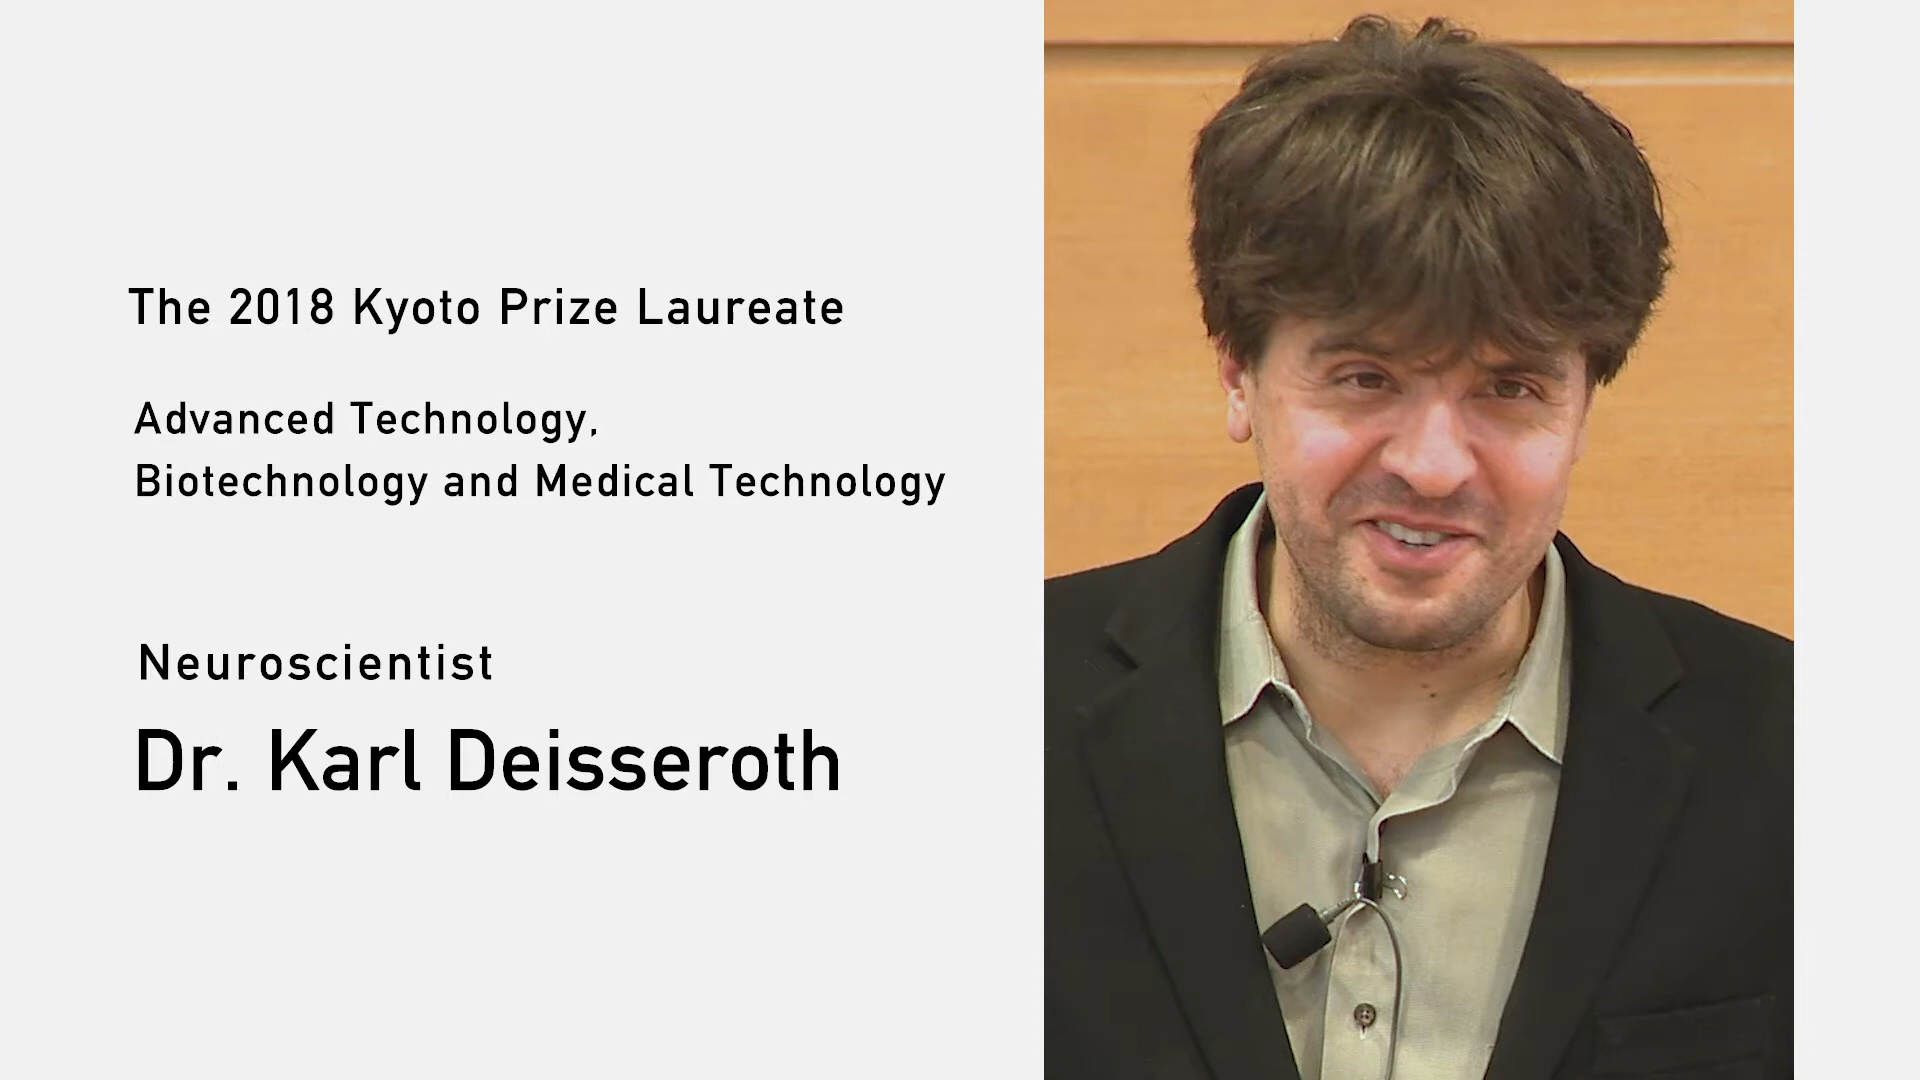 The 2018 Kyoto Prize Laureate
Advanced Technology,
Biotechnology and Medical Technology
Neuroscientist
Dr. Karl Deisseroth